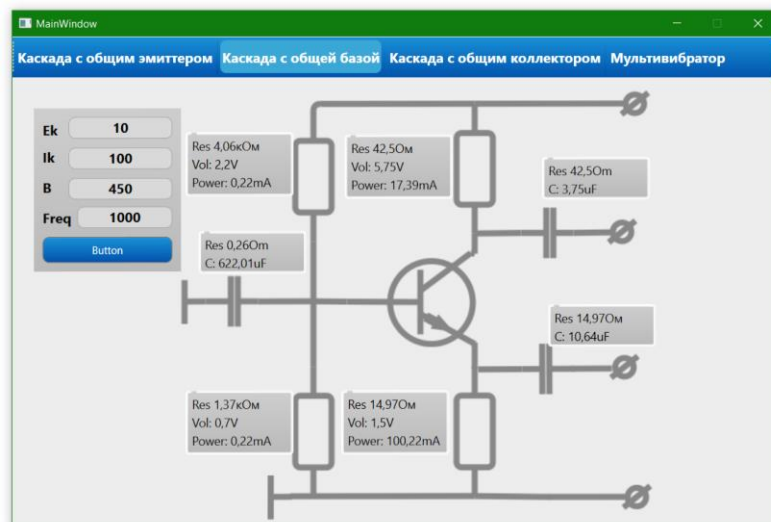 MainWindow
Каскада с общим эмиттером Каскада с общей базой Каскада с общим коллектором Мультивибратор
Ek 10
Ik 100
B 450
Freq 1000
Button
Res 4,06кОм
Vol: 2,2V
Power: 0,22mA
Res 42,5Ом
Vol: 5,75V
Power: 17,39mA
Res 42,5Om
C: 3,75uF
Res 0,26Om
C: 622,01uF
Res 14,97Ом
C: 10,64uF
Res 1,37кОм
Vol: 0,7V
Power: 0,22mA
Res 14,97Ом
Vol: 1,5V
Power: 100,22mA